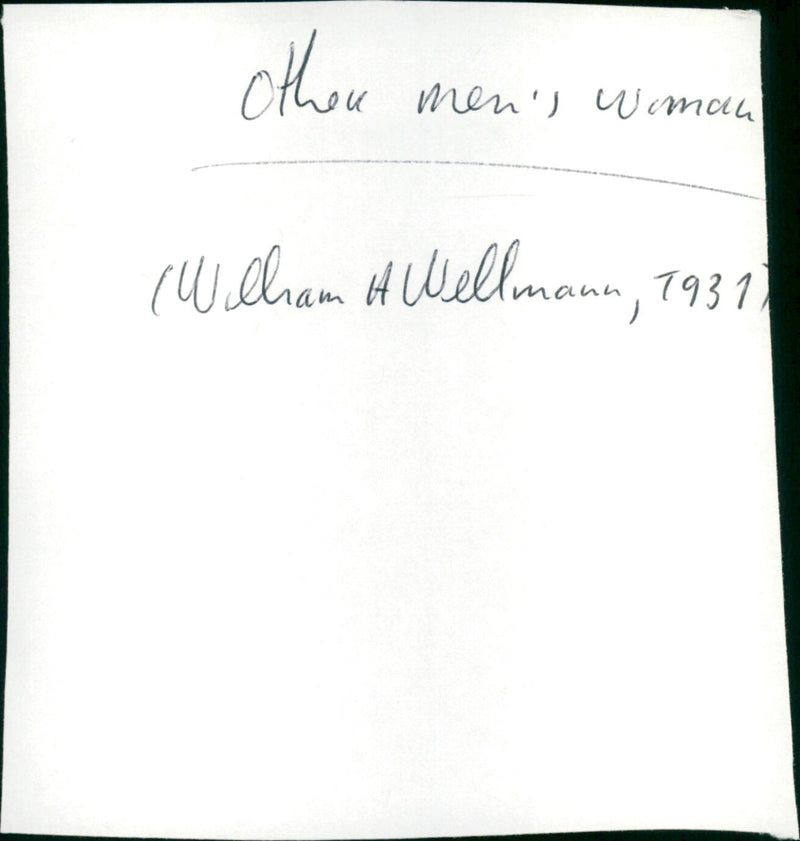 Other men's woman
(William A Wellmann, 1931)